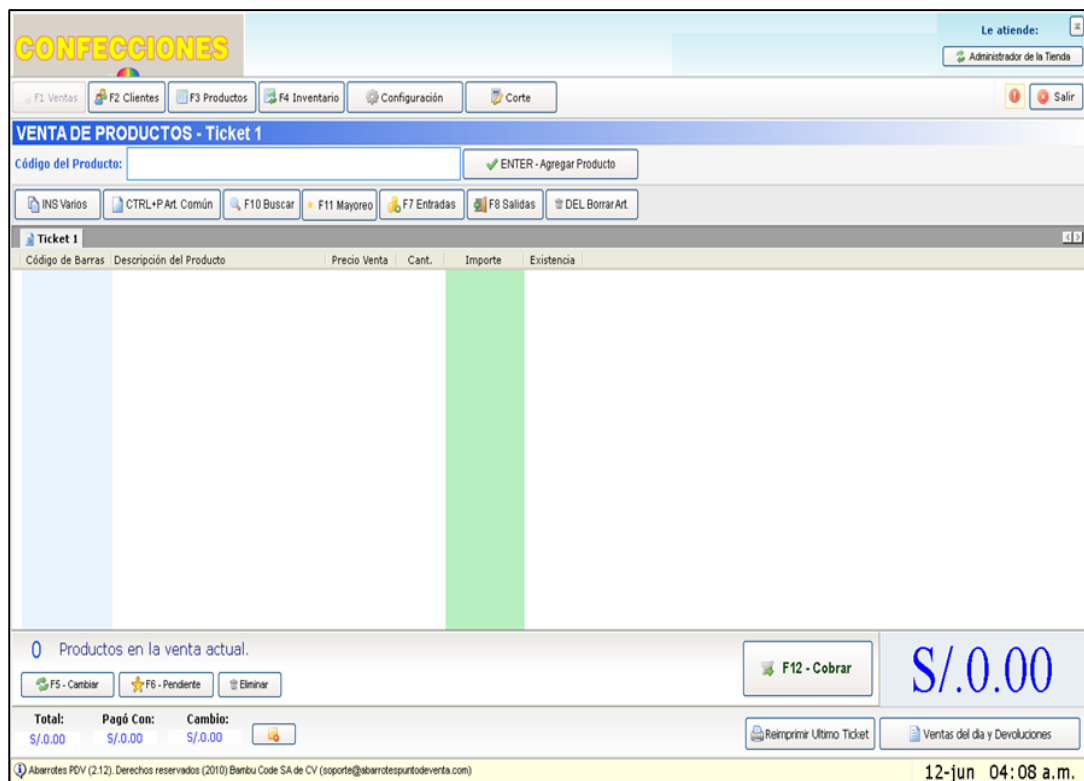 CONFECCIONES
Le atiende:
Administrador de la Tienda
F1 Ventas F2 Clientes F3 Productos F4 Inventario Configuración Corte Salir
VENTA DE PRODUCTOS - Ticket 1
Código del Producto: ENTER - Agregar Producto
INS Varios CTRL+P Art. Común F10 Buscar F11 Mayoreo F7 Entradas F8 Salidas DEL Borrar Art.
Ticket 1
Código de Barras Descripción del Producto Precio Venta Cant. Importe Existencia
0 Productos en la venta actual.
F5 - Cambiar F6 - Pendiente Eliminar
F12 - Cobrar
S/.0.00
Total: Pagó Con: Cambio:
S/.0.00 S/.0.00 S/.0.00
Reimprimir Ultimo Ticket Ventas del dia y Devoluciones
Abarrotes PDV (2.12). Derechos reservados (2010) Bambu Code SA de CV (soporte@abarrotespuntodeventa.com)
12-jun 04:08 a.m.